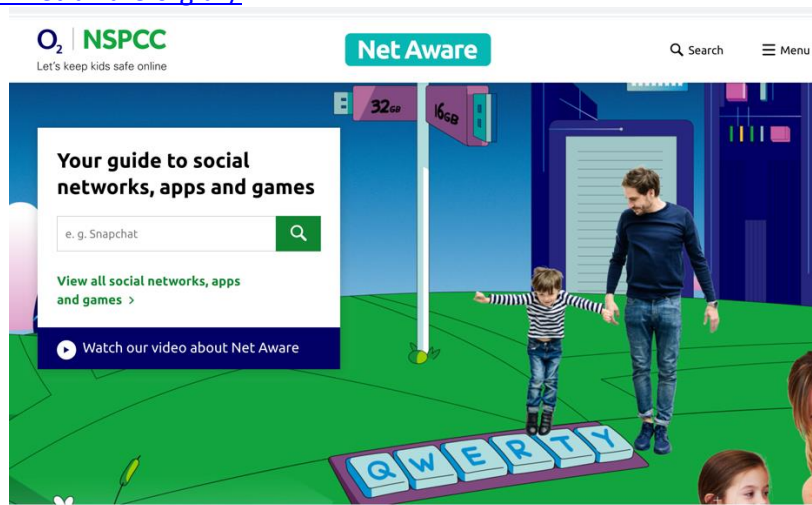 O2 NSPCC
Let's keep kids safe online
Net Aware
Search
Menu
32GB
16GB
Your guide to social
networks, apps and games
e. g. Snapchat
View all social networks, apps
and games >
Watch our video about Net Aware
QWERTY